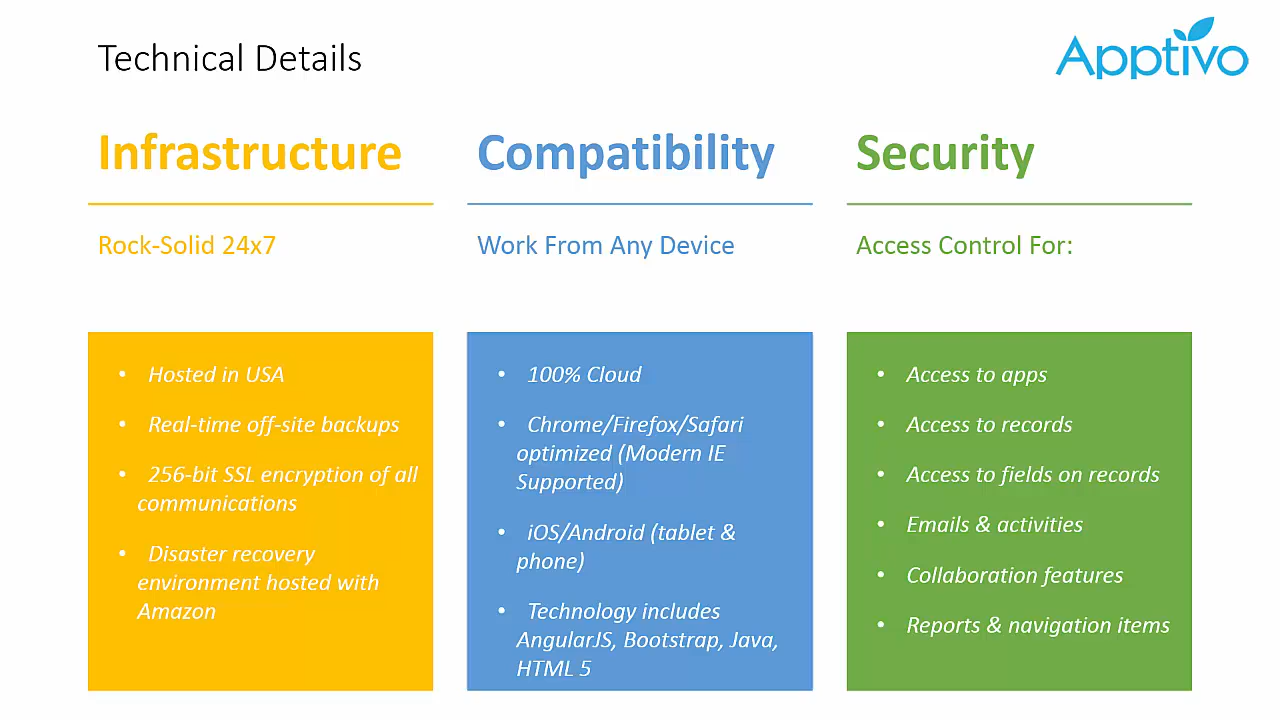 Technical Details
Apptivo
Infrastructure
Rock-Solid 24x7
• Hosted in USA
• Real-time off-site backups
• 256-bit SSL encryption of all
communications
• Disaster recovery
environment hosted with
Amazon
Compatibility
Work From Any Device
• 100% Cloud
• Chrome/Firefox/Safari
optimized (Modern IE
Supported)
• iOS/Android (tablet &
phone)
• Technology includes
AngularJS, Bootstrap, Java,
HTML 5
Security
Access Control For:
• Access to apps
• Access to records
• Access to fields on records
• Emails & activities
• Collaboration features
• Reports & navigation items